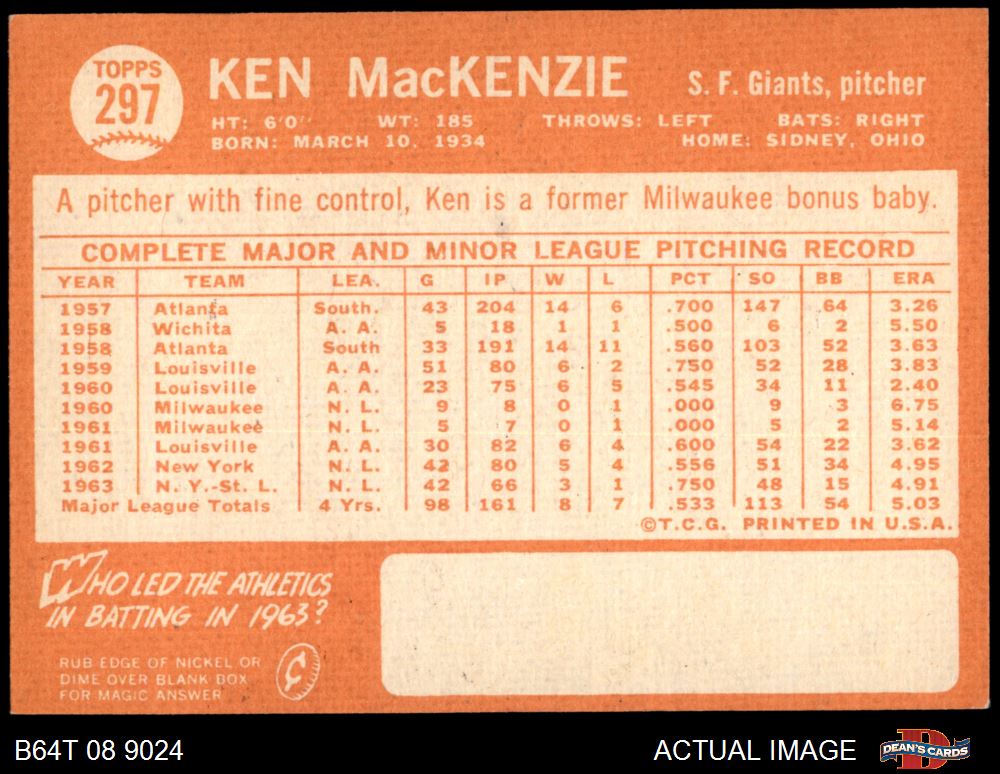 TOPPS
297
KEN MacKENZIE S. F. Giants, pitcher
HT: 6'0" WT: 185 THROWS: LEFT BATS: RIGHT
BORN: MARCH 10, 1934 HOME: SIDNEY, OHIO
A pitcher with fine control, Ken is a former Milwaukee bonus baby.
COMPLETE MAJOR AND MINOR LEAGUE PITCHING RECORD
YEAR TEAM LEA. G IP W L PCT SO BB ERA
1957 Atlanta South. 43 204 14 6 .700 147 64 3.26
1958 Wichita A. A. 5 18 1 1 .500 6 2 5.50
1958 Atlanta South 33 191 14 11 .560 103 52 3.63
1959 Louisville A. A. 51 80 6 2 .750 52 28 3.83
1960 Louisville A. A. 23 75 6 5 .545 34 11 2.40
1960 Milwaukee N. L. 9 8 0 1 .000 9 3 6.75
1961 Milwaukee N. L. 5 7 0 1 .000 5 2 5.14
1961 Louisville A. A. 30 82 6 4 .600 54 22 3.62
1962 New York N. L. 42 80 5 4 .556 51 34 4.95
1963 N. Y.-St. L. N. L. 42 66 3 1 .750 48 15 4.91
Major League Totals 4 Yrs. 98 161 8 7 .533 113 54 5.03
©T.C.G. PRINTED IN U.S.A.
WHO LED THE ATHLETICS
IN BATTING IN 1963?
RUB EDGE OF NICKEL OR
DIME OVER BLANK BOX
FOR MAGIC ANSWER
¢
B64T 08 9024 ACTUAL IMAGE
D
DEAN'S CARDS